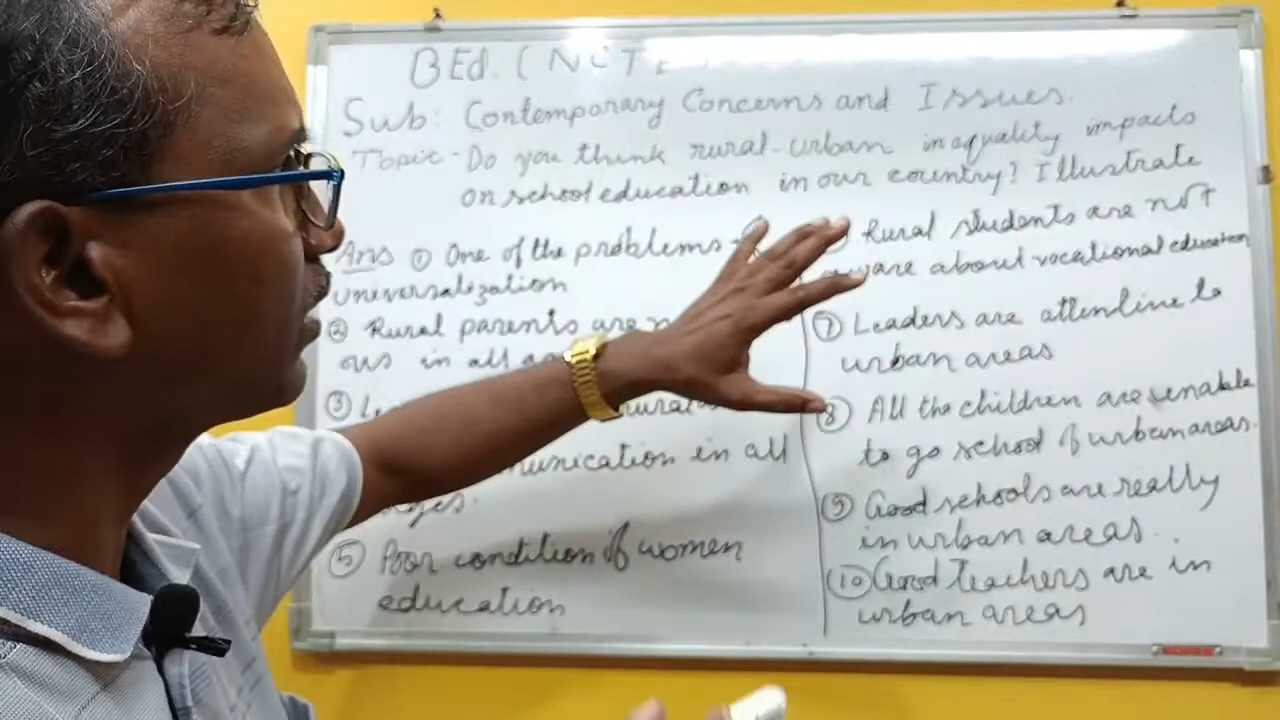 BEd. (NCTE
Sub: Contemporary Concerns and Issues.
Topic - Do you think rural-urban inequality impacts
on school education in our country? Illustrate
Ans ① One of the problems
uneversalization
② Rural parents are
ous in all
③
munication in all
⑤ Poor condition of women
education
Rural students are not
aware about vocational education
⑦ Leaders are attentine to
urban areas
⑧ All the children are enable
to go school of urban areas.
⑨ Good schools are really
in urban areas.
⑩ Good teachers are in
urban areas